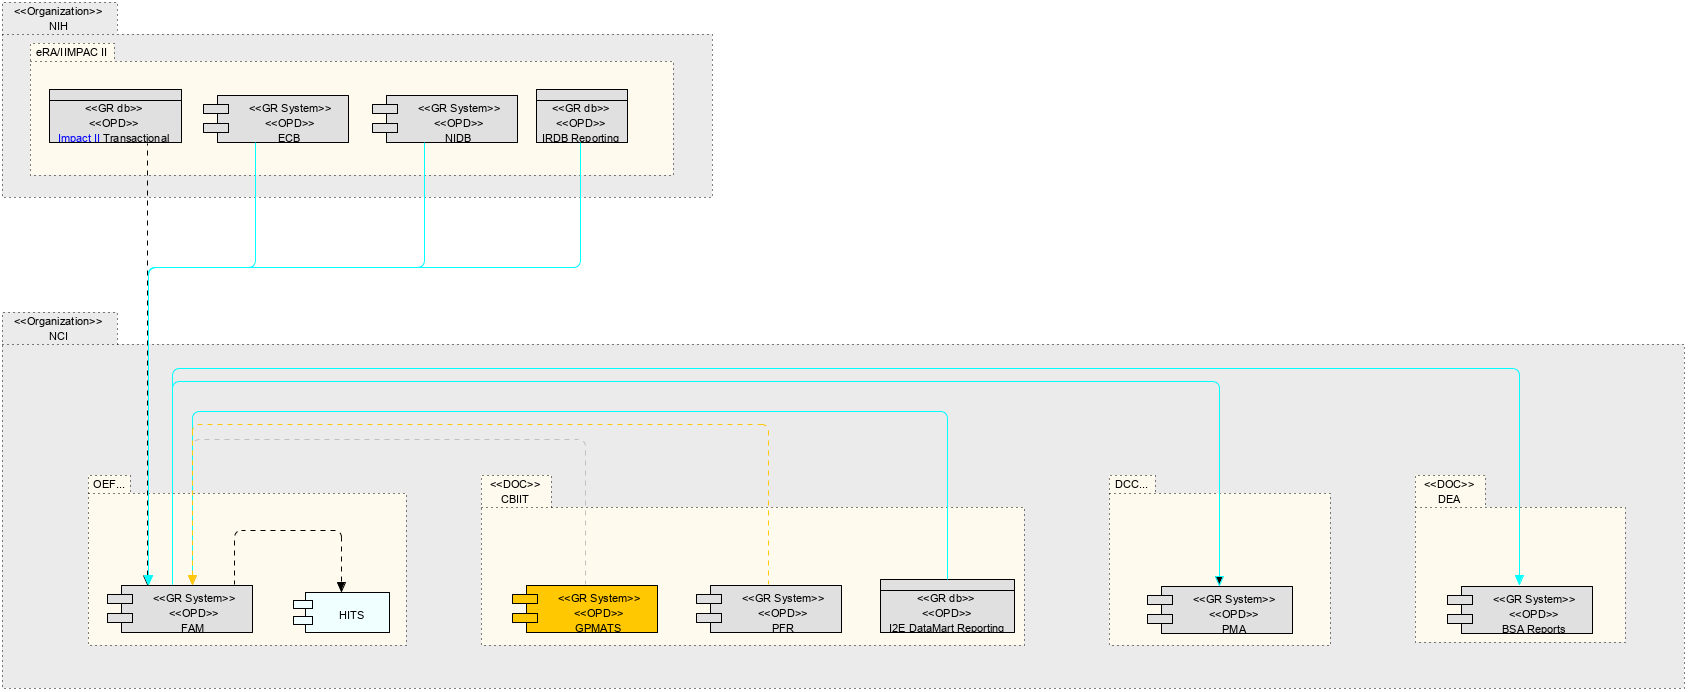 <<Organization>>
NIH
eRA/IIMPAC II
<<GR db>>
<<OPD>>
Impact II Transactional
<<GR System>>
<<OPD>>
ECB
<<GR System>>
<<OPD>>
NIDB
<<GR db>>
<<OPD>>
IRDB Reporting
<<Organization>>
NCI
OEF...
<<GR System>>
<<OPD>>
FAM
HITS
<<DOC>>
CBIIT
<<GR System>>
<<OPD>>
GPMATS
<<GR System>>
<<OPD>>
PFR
<<GR db>>
<<OPD>>
I2E DataMart Reporting
DCC...
<<GR System>>
<<OPD>>
PMA
<<DOC>>
DEA
<<GR System>>
<<OPD>>
BSA Reports